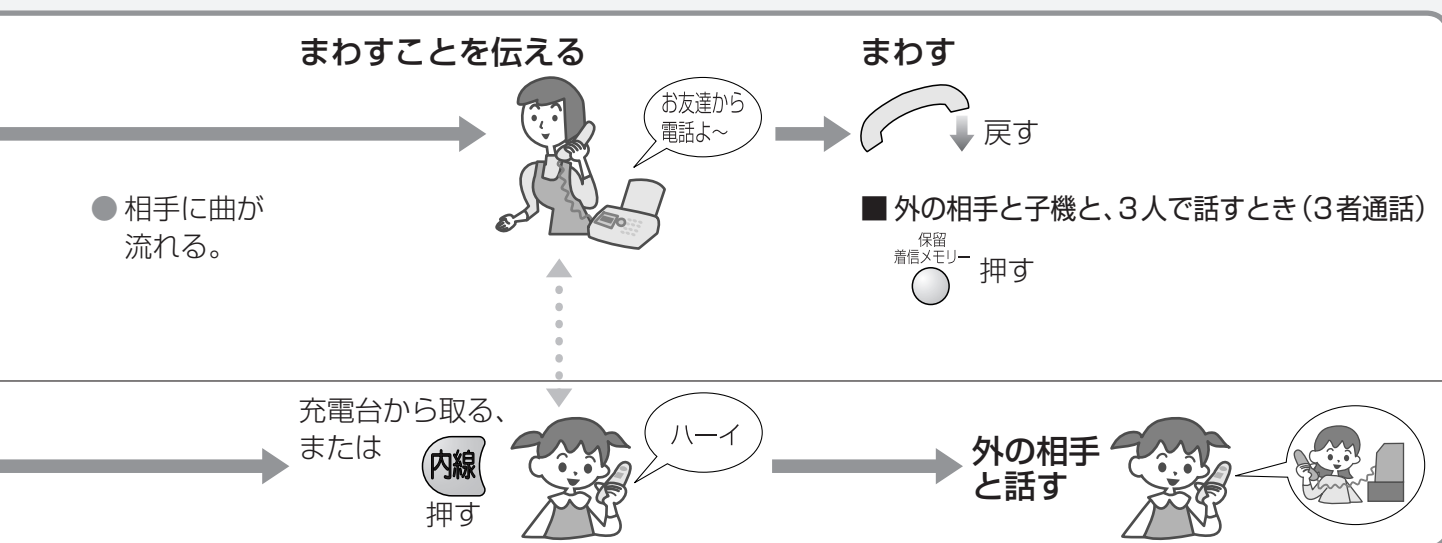 まわすことを伝える
お友達から
電話よ～
まわす
戻す
● 相手に曲が
流れる。
■ 外の相手と子機と、3人で話すとき（3者通話）
保留
着信メモリー
押す
充電台から取る、
または
内線
押す
ハーイ
外の相手
と話す